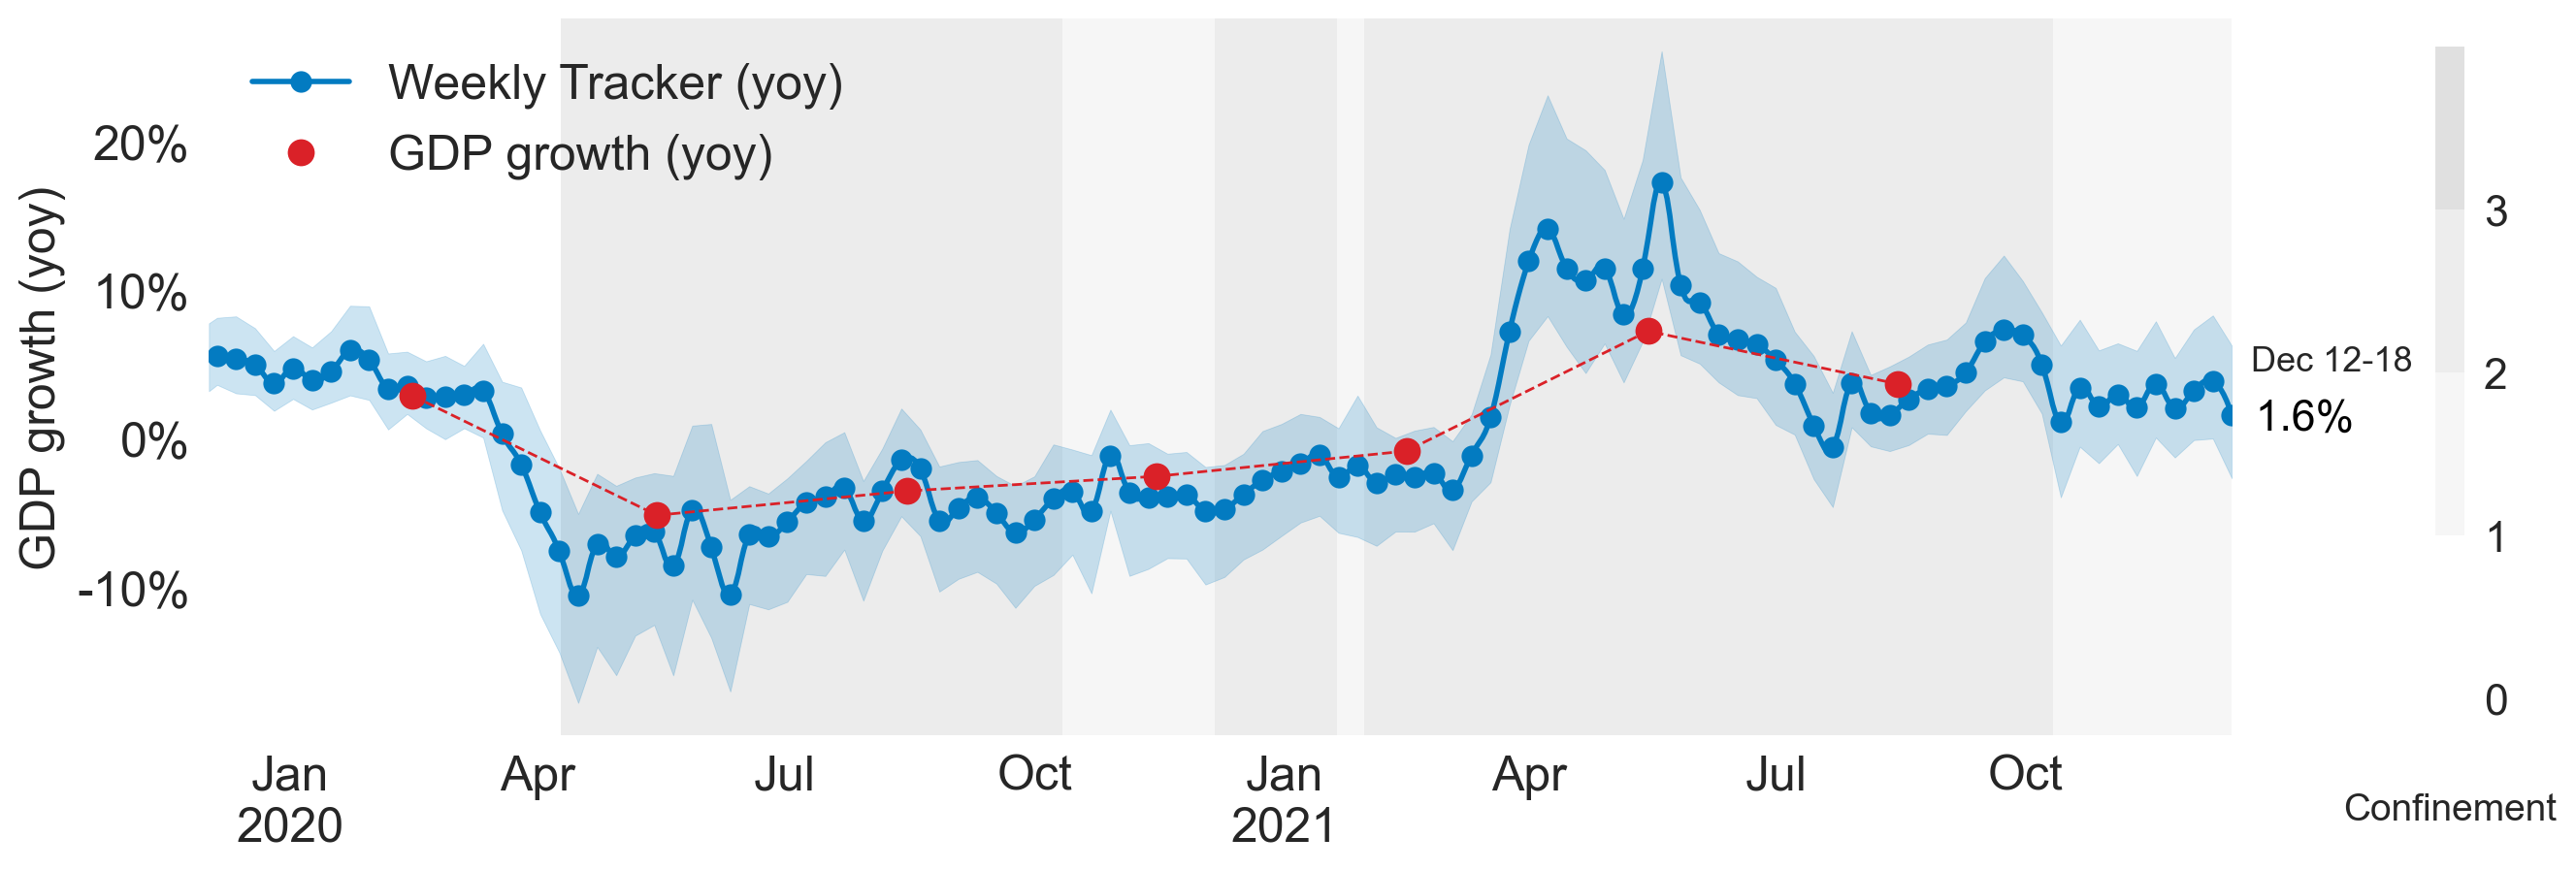 Weekly Tracker (yoy)
GDP growth (yoy)
GDP growth (yoy)
20%
10%
0%
-10%
Jan
2020
Apr
Jul
Oct
Jan
2021
Apr
Jul
Oct
Dec 12-18
1.6%
3
2
1
0
Confinement